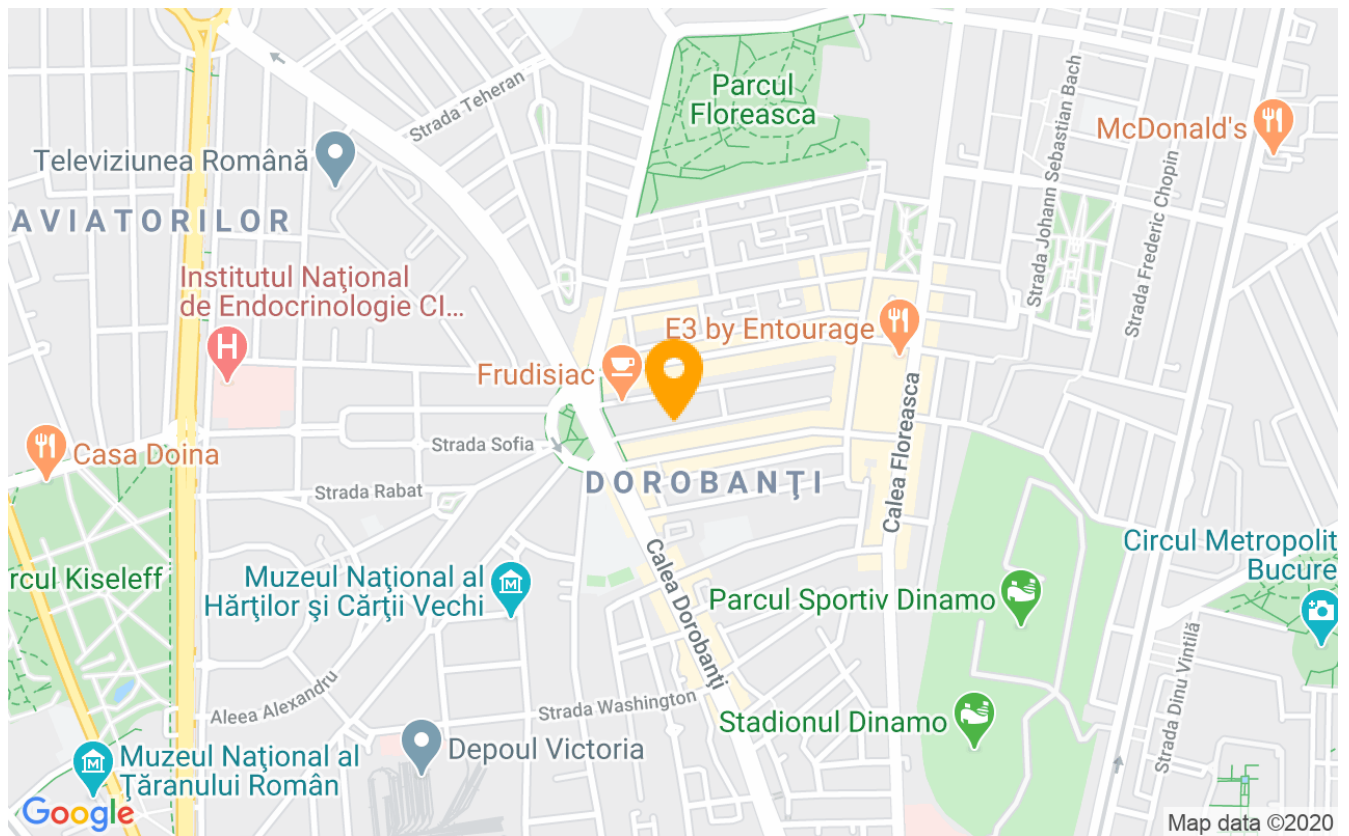 Parcul
Floreasca
Strada Teheran
Strada Johann Sebastian Bach
McDonald's
Televiziunea Română
Strada Frederic Chopin
AVIATORILOR
Institutul Naţional
de Endocrinologie CI...
E3 by Entourage
Frudisiac
Calea Floreasca
Strada Sofia
Casa Doina
DOROBANŢI
Strada Rabat
Circul Metropolit
Bucure
rcul Kiseleff
Muzeul Naţional al
Hărţilor şi Cărţii Vechi
Calea Dorobanţi
Parcul Sportiv Dinamo
Strada Dinu Vintilă
Aleea Alexandru
Strada Washington
Stadionul Dinamo
Depoul Victoria
Muzeul Naţional al
Ţăranului Român
Google
Map data ©2020